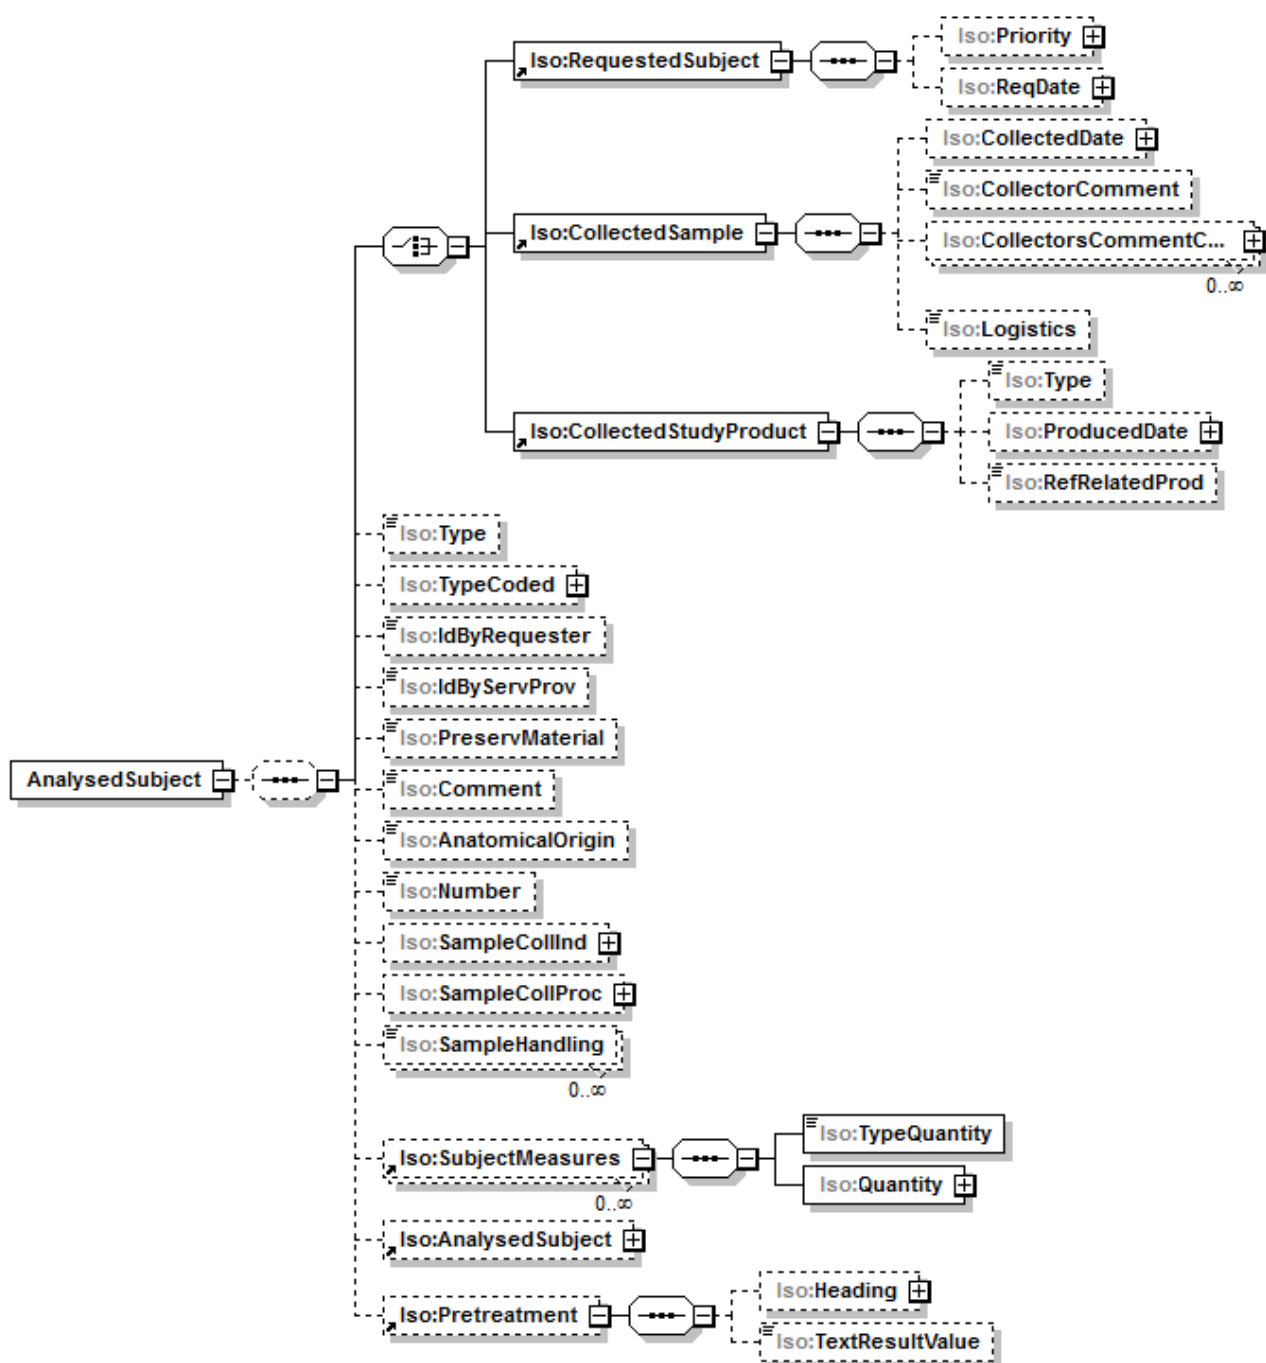 Iso:Priority
Iso:RequestedSubject
Iso:ReqDate
Iso:CollectedDate
Iso:CollectorComment
Iso:CollectedSample
Iso:CollectorsCommentC...
0..∞
Iso:Logistics
Iso:Type
Iso:CollectedStudyProduct
Iso:ProducedDate
Iso:RefRelatedProd
Iso:Type
Iso:TypeCoded
Iso:IdByRequester
Iso:IdByServProv
Iso:PreservMaterial
AnalysedSubject
Iso:Comment
Iso:AnatomicalOrigin
Iso:Number
Iso:SampleCollInd
Iso:SampleCollProc
Iso:SampleHandling
0..∞
Iso:TypeQuantity
Iso:SubjectMeasures
Iso:Quantity
0..∞
Iso:AnalysedSubject
Iso:Heading
Iso:Pretreatment
Iso:TextResultValue